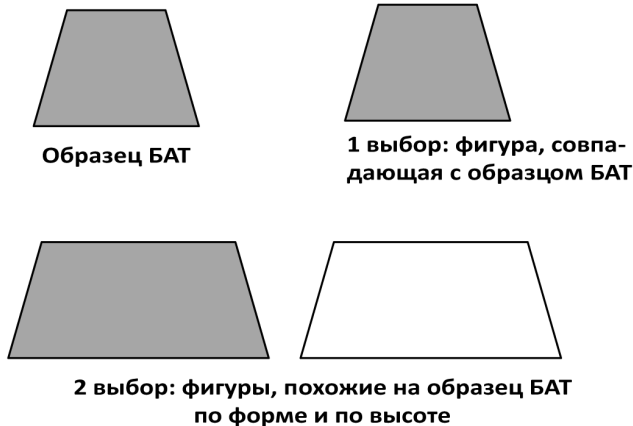 Образец БАТ
1 выбор: фигура, совпа-
дающая с образцом БАТ
2 выбор: фигуры, похожие на образец БАТ
по форме и по высоте